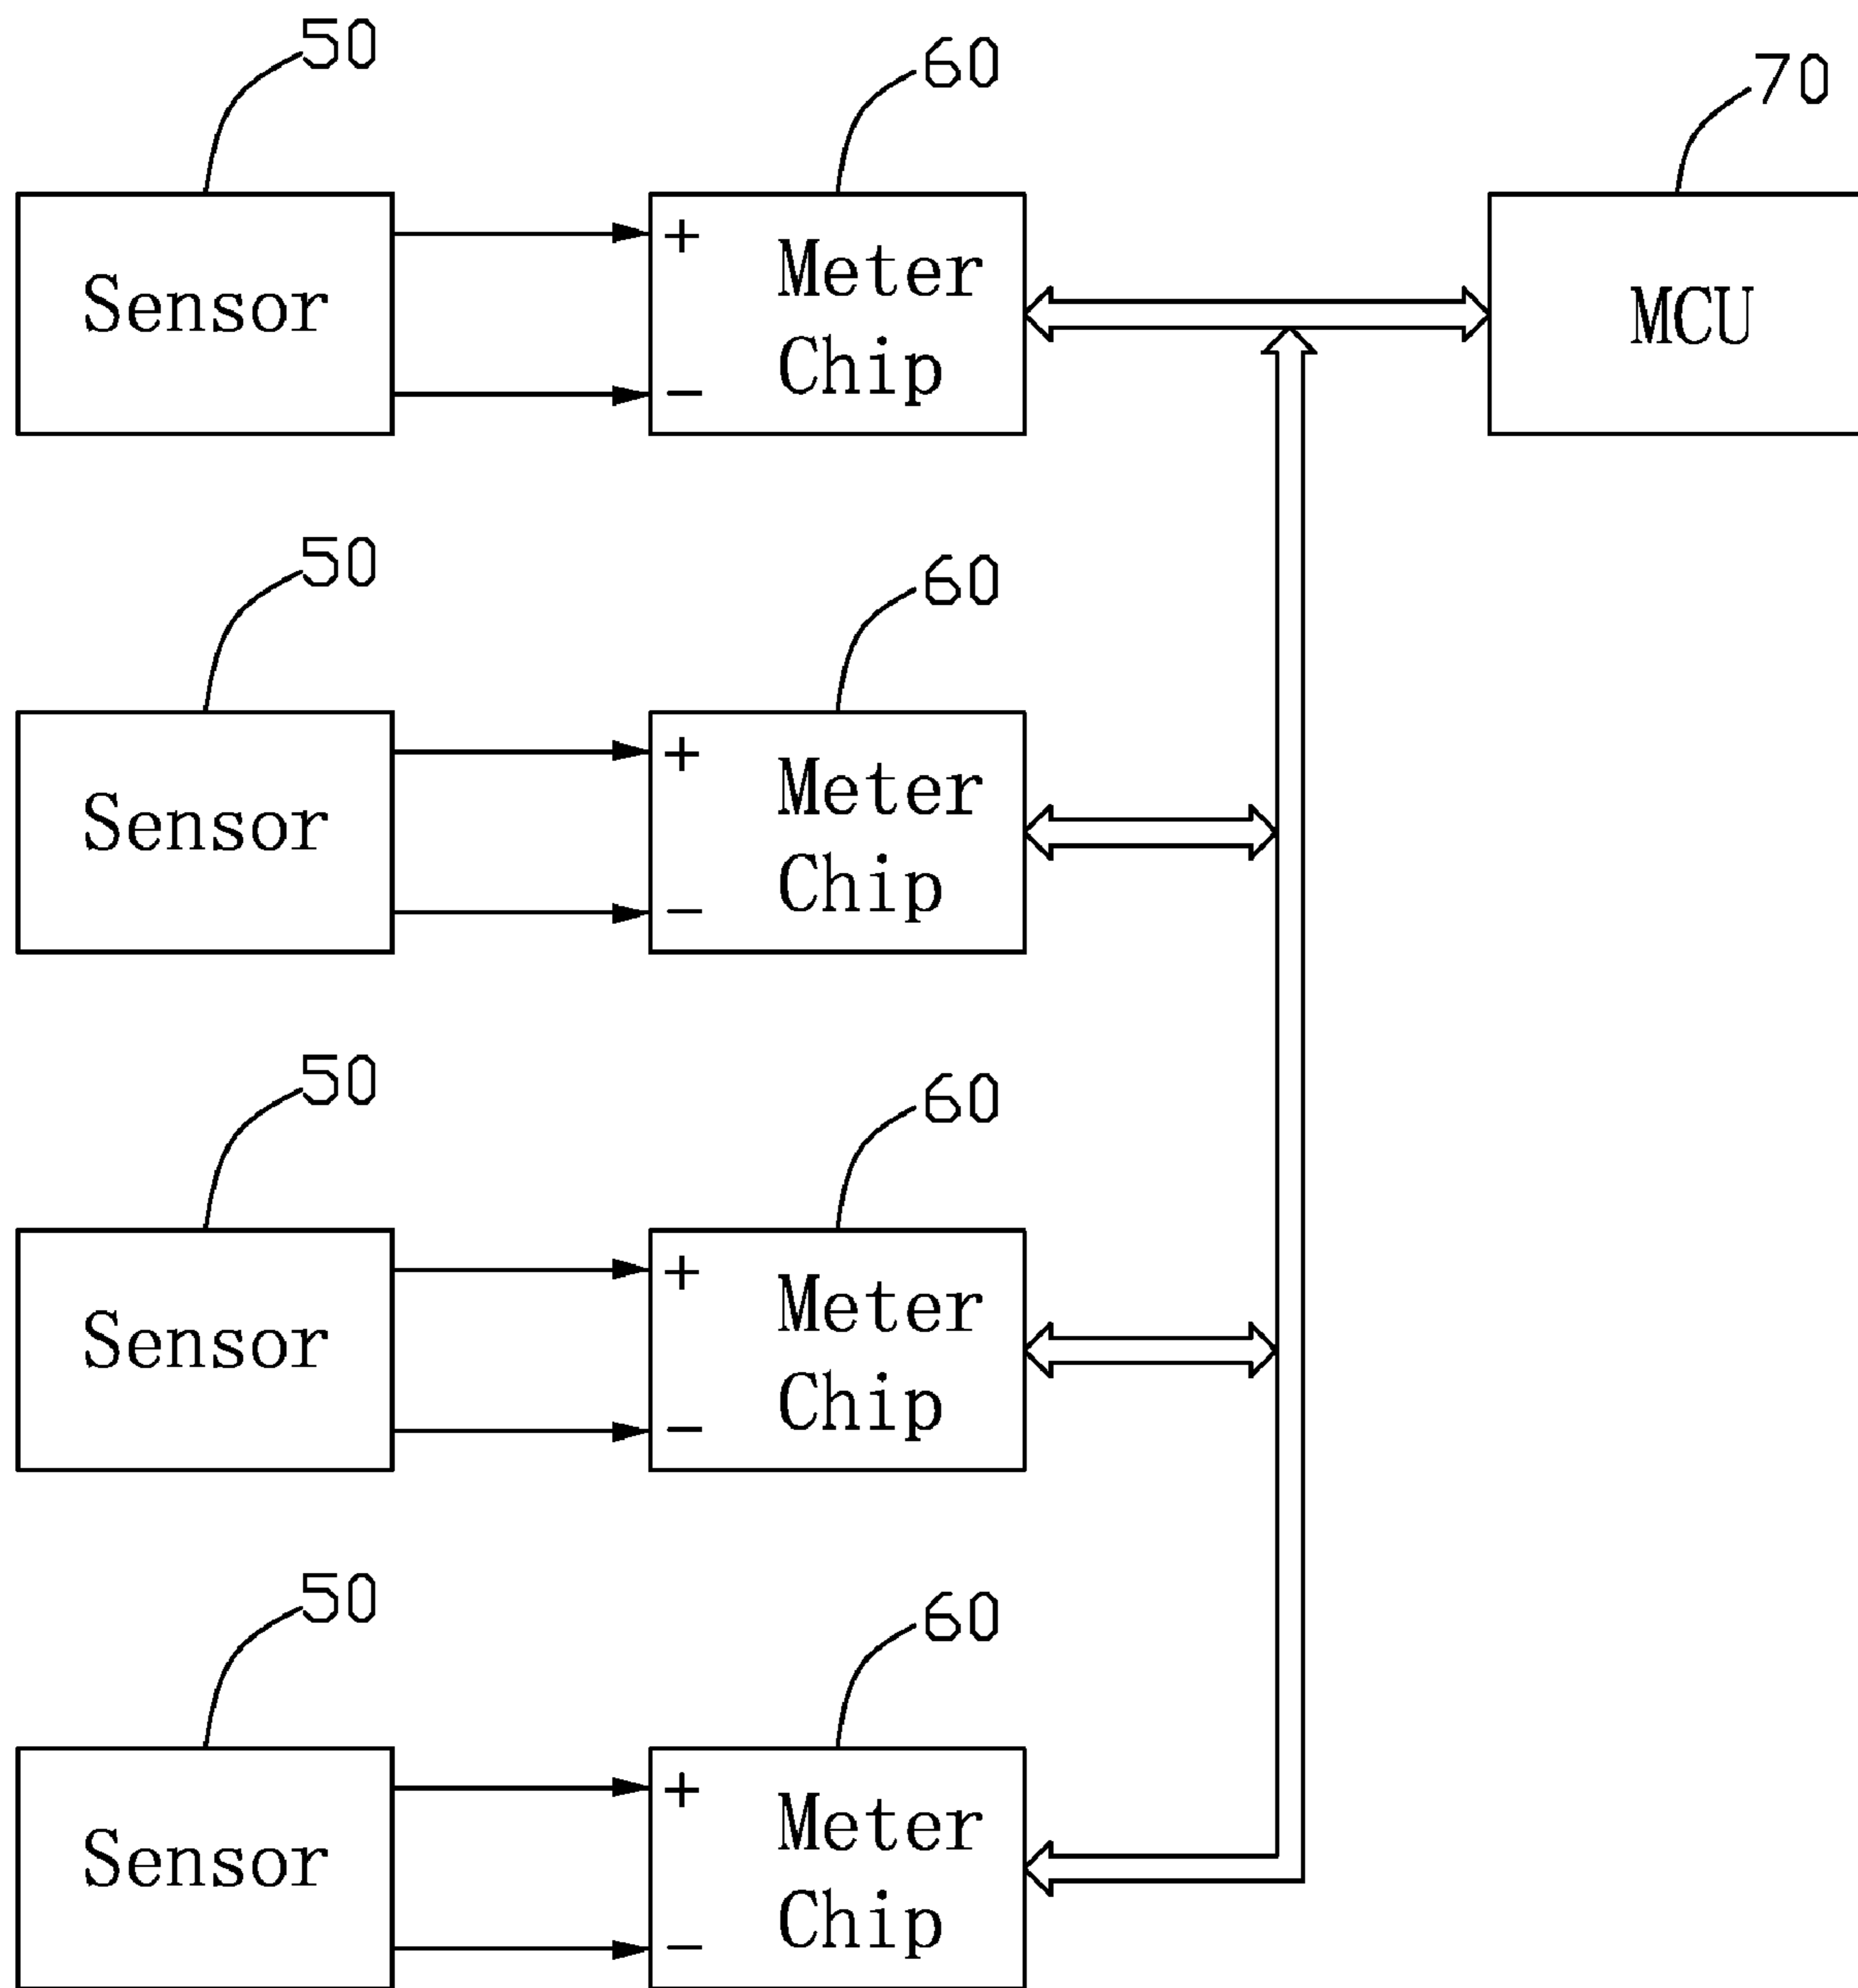 50
60
70
Sensor
+
-
Meter
Chip
MCU
50
60
Sensor
+
-
Meter
Chip
50
60
Sensor
+
-
Meter
Chip
50
60
Sensor
+
-
Meter
Chip